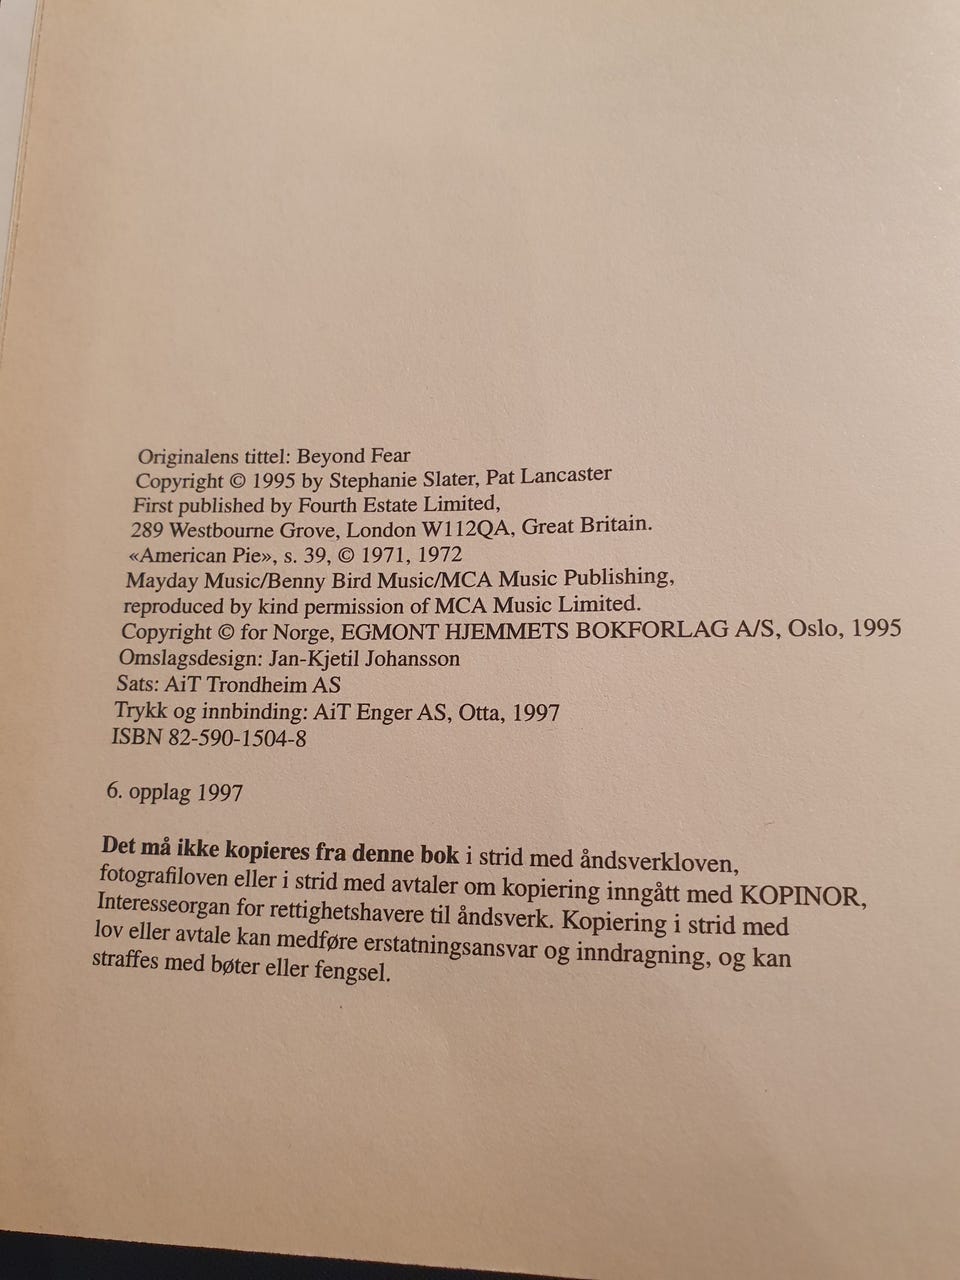 Originalens tittel: Beyond Fear
Copyright © 1995 by Stephanie Slater, Pat Lancaster
First published by Fourth Estate Limited,
289 Westbourne Grove, London W112QA, Great Britain.
«American Pie», s. 39, © 1971, 1972
Mayday Music/Benny Bird Music/MCA Music Publishing,
reproduced by kind permission of MCA Music Limited.
Copyright © for Norge, EGMONT HJEMMETS BOKFORLAG A/S, Oslo, 1995
Omslagsdesign: Jan-Kjetil Johansson
Sats: AiT Trondheim AS
Trykk og innbinding: AiT Enger AS, Otta, 1997
ISBN 82-590-1504-8
6. opplag 1997
Det må ikke kopieres fra denne bok i strid med åndsverkloven,
fotografiloven eller i strid med avtaler om kopiering inngått med KOPINOR,
Interesseorgan for rettighetshavere til åndsverk. Kopiering i strid med
lov eller avtale kan medføre erstatningsansvar og inndragning, og kan
straffes med bøter eller fengsel.